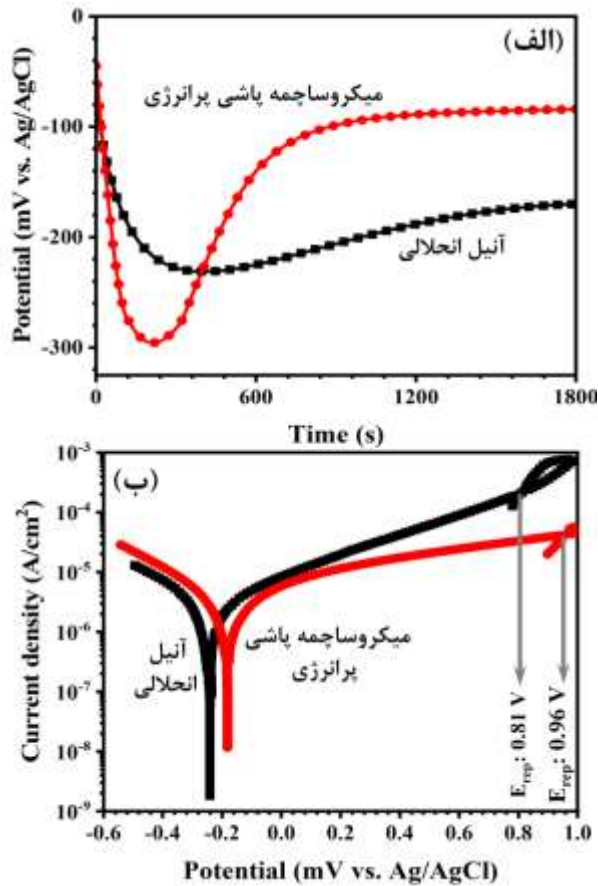 (الف)
میکروساچمه پاشی پرانرژی
آنیل انحلالی
Potential (mV vs. Ag/AgCl)
0
-100
-200
-300
0 600 1200 1800
Time (s)
(ب)
Current density (A/cm²)
10⁻³
10⁻⁴
10⁻⁵
10⁻⁶
10⁻⁷
10⁻⁸
10⁻⁹
آنیل
انحلالی
میکروساچمه پاشی
پرانرژی
E_rep: 0.81 V
E_rep: 0.96 V
-0.6 -0.4 -0.2 0.0 0.2 0.4 0.6 0.8 1.0
Potential (mV vs. Ag/AgCl)